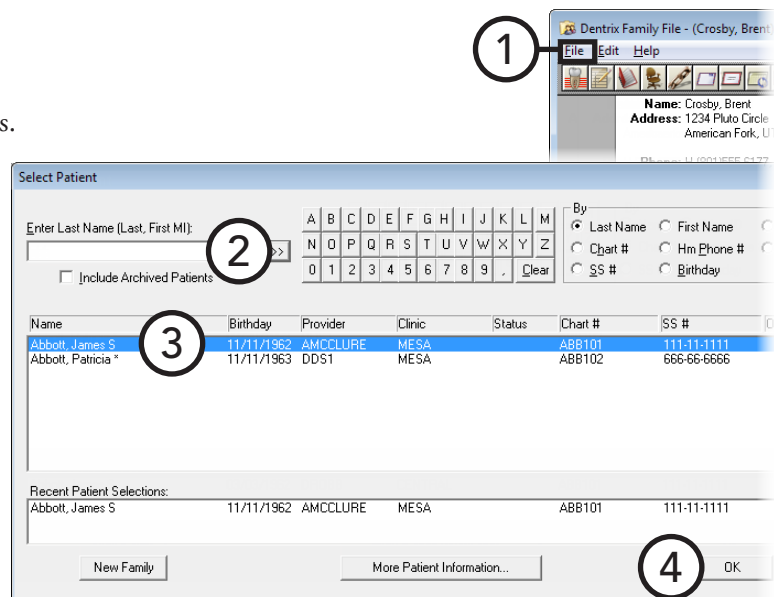 1
Dentrix Family File - (Crosby, Brent
File Edit Help
Name: Crosby, Brent
Address: 1234 Pluto Circle
American Fork, U
s.
Select Patient
Enter Last Name (Last, First MI):
2 >>
Include Archived Patients
A B C D E F G H I J K L M
N O P Q R S T U V W X Y Z
0 1 2 3 4 5 6 7 8 9 , Clear
By
Last Name First Name
Chart # Hm Phone #
SS # Birthday
Name Birthday Provider Clinic Status Chart # SS #
Abbott, James S 11/11/1962 AMCCLURE MESA ABB101 111-11-1111
Abbott, Patricia * 11/11/1963 DDS1 ABB102 666-66-6666
3
Recent Patient Selections:
Abbott, James S 11/11/1962 AMCCLURE MESA ABB101 111-11-1111
New Family More Patient Information... 4 OK